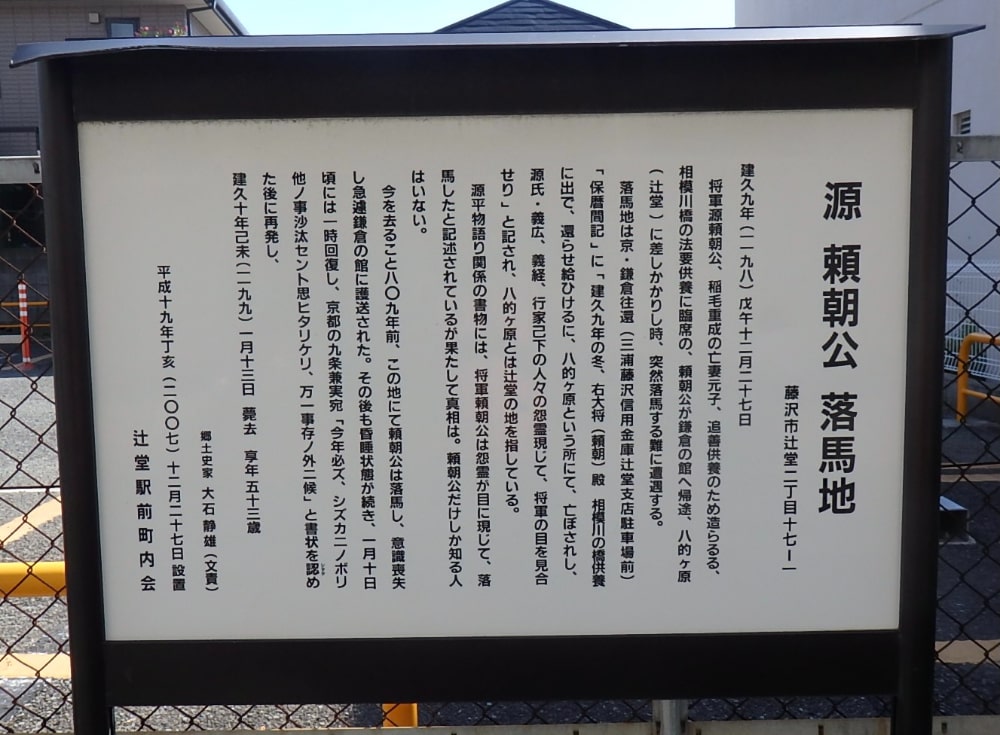 源 頼朝公 落馬地
藤沢市辻堂二丁目十七ー一
建久九年(一一九八)戊午十二月二十七日
将軍源頼朝公、稲毛重成の亡妻元子、追善供養のため造らるる、
相模川橋の法要供養に臨席の、頼朝公が鎌倉の館へ帰途、八的ヶ原
(辻堂)に差しかかりし時、突然落馬する難に遭遇する。
落馬地は京・鎌倉往還(三浦藤沢信用金庫辻堂支店駐車場前)
「保暦間記」に「建久九年の冬、右大将(頼朝)殿 相模川の橋供養
に出で、還らせ給ひけるに、八的ヶ原という所にて、亡ぼされし、
源氏・義広、義経、行家己下の人々の怨霊現じて、将軍の目を見合
せり」と記され、八的ヶ原とは辻堂の地を指している。
源平物語り関係の書物には、将軍頼朝公は怨霊が目に現じて、落
馬したと記述されているが果たして真相は。頼朝公だけしか知る人
はいない。
今を去ること八〇九年前、この地にて頼朝公は落馬し、意識喪失
し急遽鎌倉の館に護送された。その後も昏睡状態が続き、一月十日
頃には一時回復し、京都の九条兼実宛「今年必ズ、シズカニノボリ
他ノ事沙汰セント思ヒタリケリ、万一事存ノ外ニ候」と書状を認め
た後に再発し、
建久十年己未(一一九九)一月十三日 薨去 享年五十三歳
郷土史家 大石静雄(文責)
平成十九年丁亥(二〇〇七)十二月二十七日設置
辻堂駅前町内会